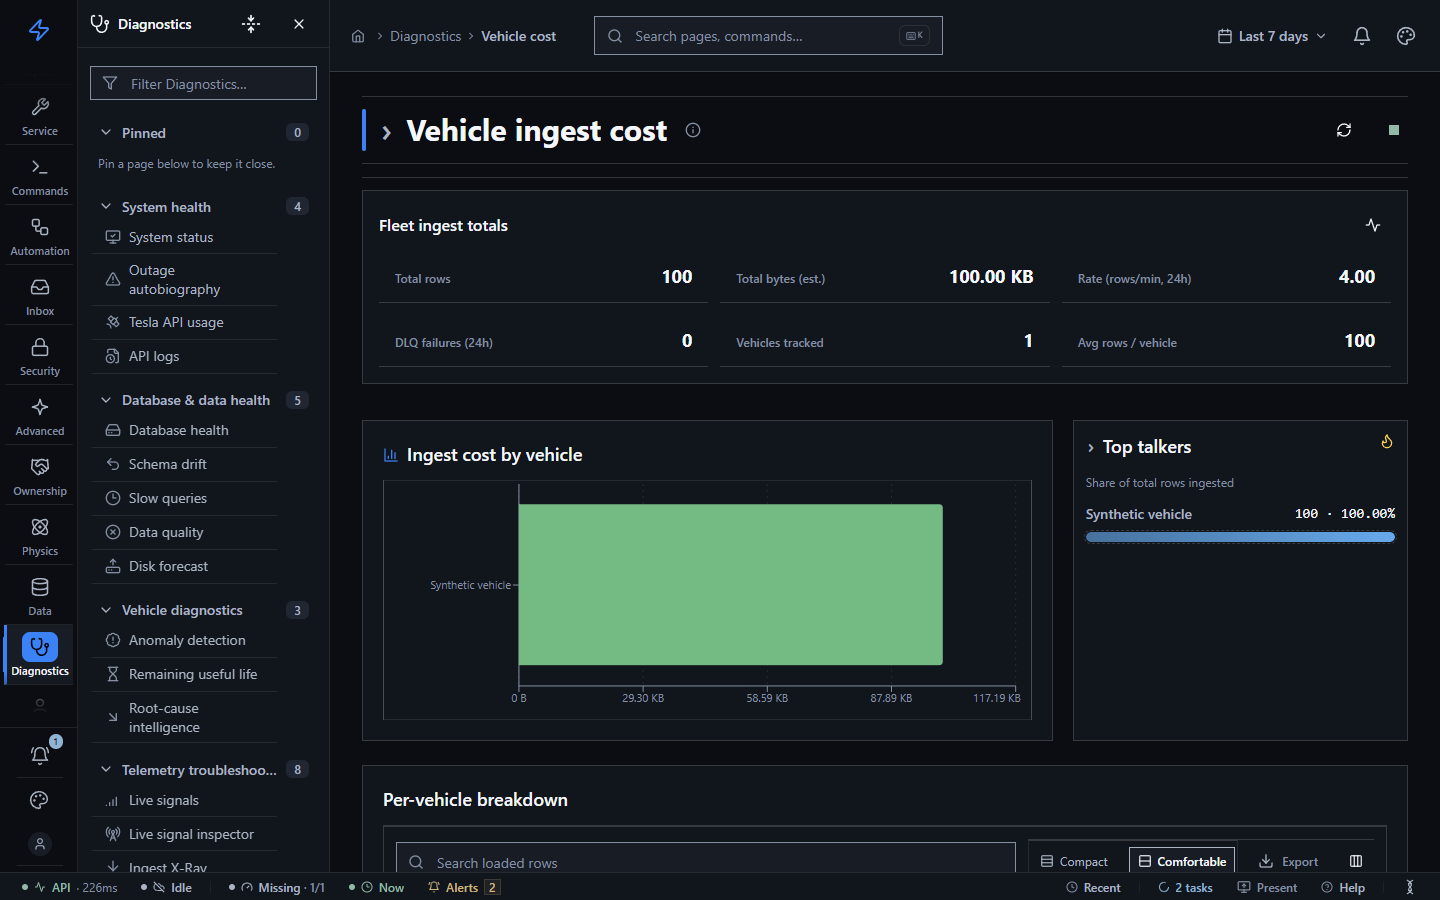 Service
Commands
Automation
Inbox
Security
Advanced
Ownership
Physics
Data
Diagnostics
1
Diagnostics
Filter Diagnostics...
Pinned 0
Pin a page below to keep it close.
System health 4
System status
Outage
autobiography
Tesla API usage
API logs
Database & data health 5
Database health
Schema drift
Slow queries
Data quality
Disk forecast
Vehicle diagnostics 3
Anomaly detection
Remaining useful life
Root-cause
intelligence
Telemetry troubleshoo... 8
Live signals
Live signal inspector
Ingest X-Ray
Diagnostics
Vehicle cost
Search pages, commands...
K
Last 7 days
Vehicle ingest cost
Fleet ingest totals
Total rows 100
Total bytes (est.) 100.00 KB
Rate (rows/min, 24h) 4.00
DLQ failures (24h) 0
Vehicles tracked 1
Avg rows / vehicle 100
Ingest cost by vehicle
Synthetic vehicle
0 B 29.30 KB 58.59 KB 87.89 KB 117.19 KB
Top talkers
Share of total rows ingested
Synthetic vehicle 100 · 100.00%
Per-vehicle breakdown
Search loaded rows
Compact
Comfortable
Export
API · 226ms
Idle
Missing · 1/1
Now
Alerts 2
Recent
2 tasks
Present
Help